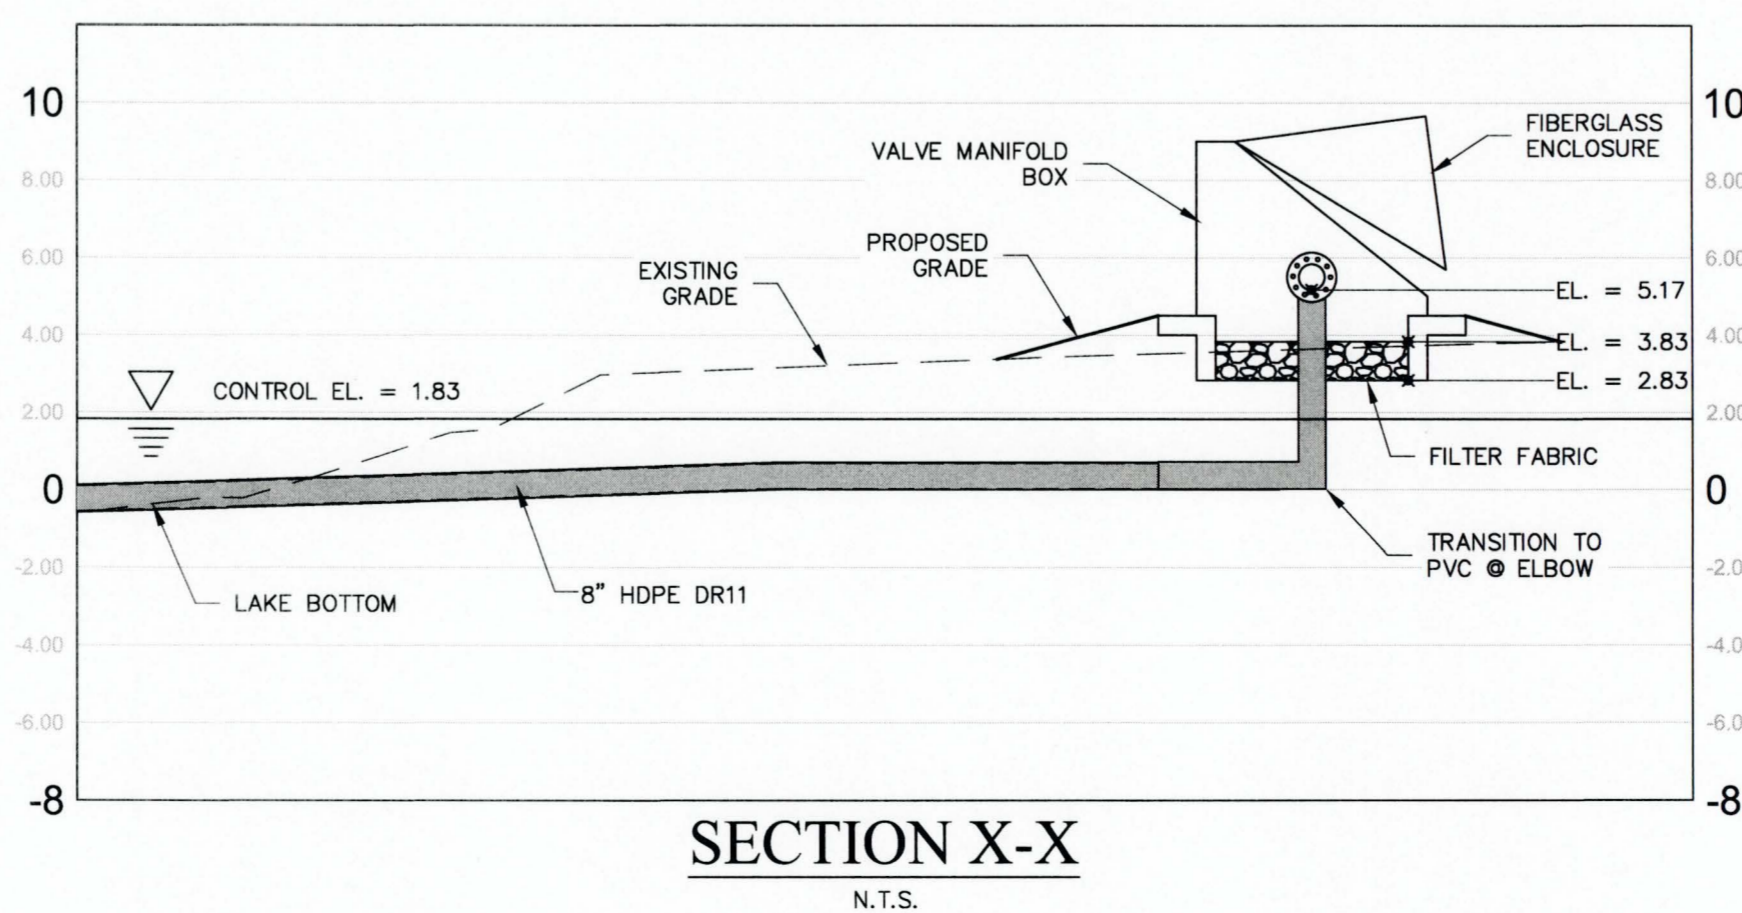 10
10
FIBERGLASS
ENCLOSURE
VALVE MANIFOLD
BOX
8.00
8.00
PROPOSED
GRADE
6.00
6.00
EXISTING
GRADE
EL. = 5.17
4.00
4.00
EL. = 3.83
CONTROL EL. = 1.83
EL. = 2.83
2.00
2.00
FILTER FABRIC
0
0
TRANSITION TO
PVC @ ELBOW
-2.00
-2.0
8" HDPE DR11
LAKE BOTTOM
-4.00
-4.0
-6.00
-6.0
-8
-8
SECTION X-X
N.T.S.